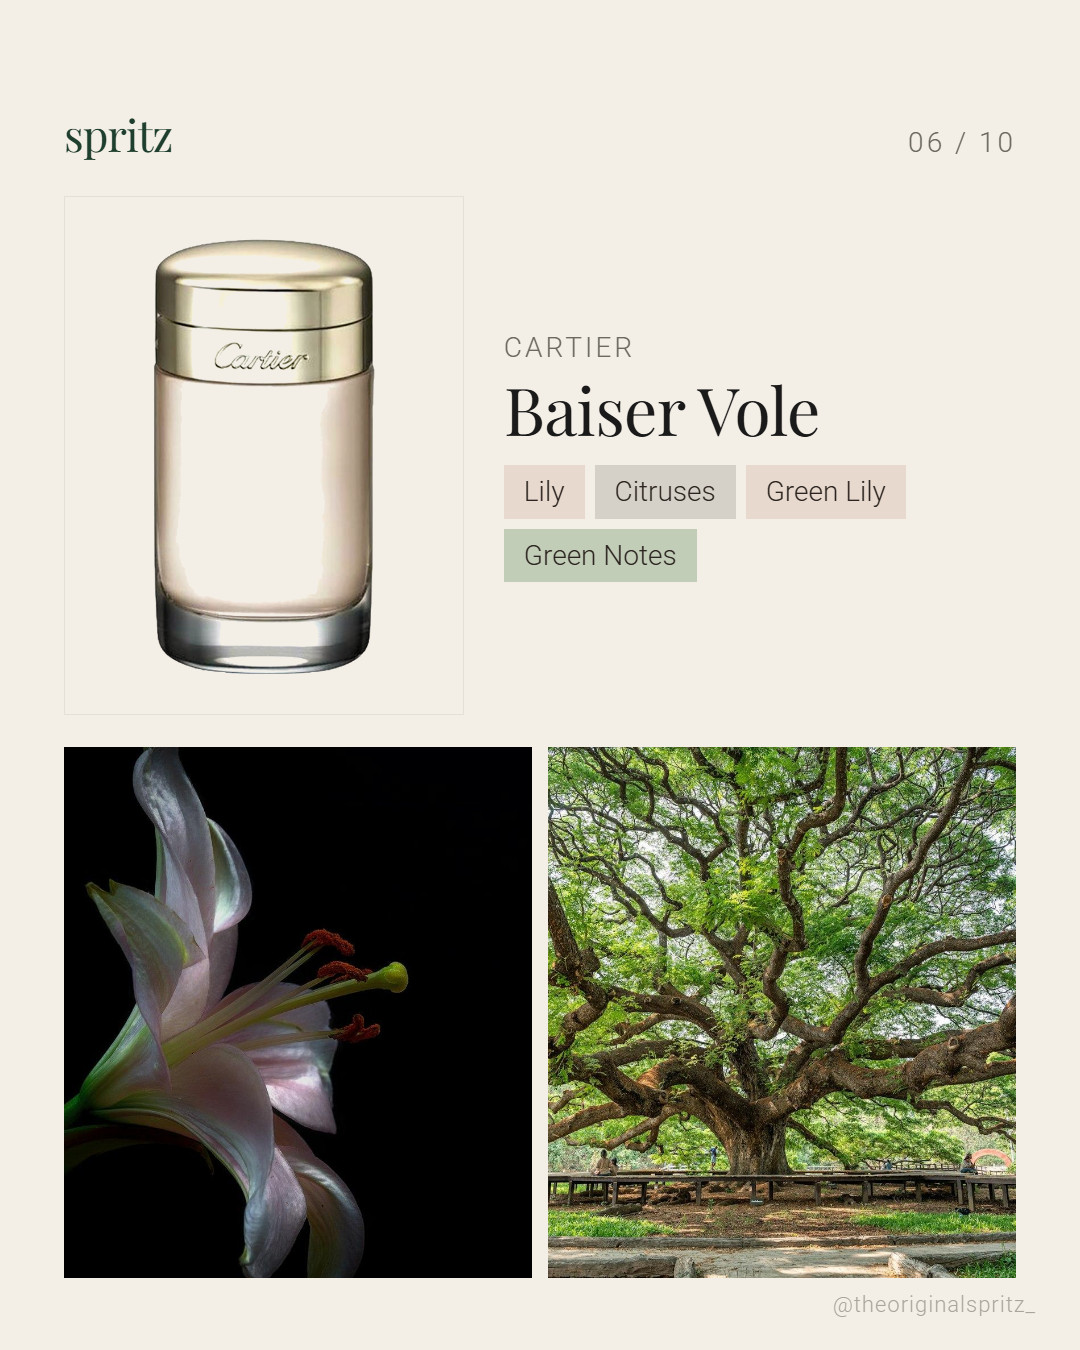 spritz
06 / 10
Cartier
CARTIER
Baiser Vole
Lily
Citruses
Green Lily
Green Notes
@theoriginalspritz_